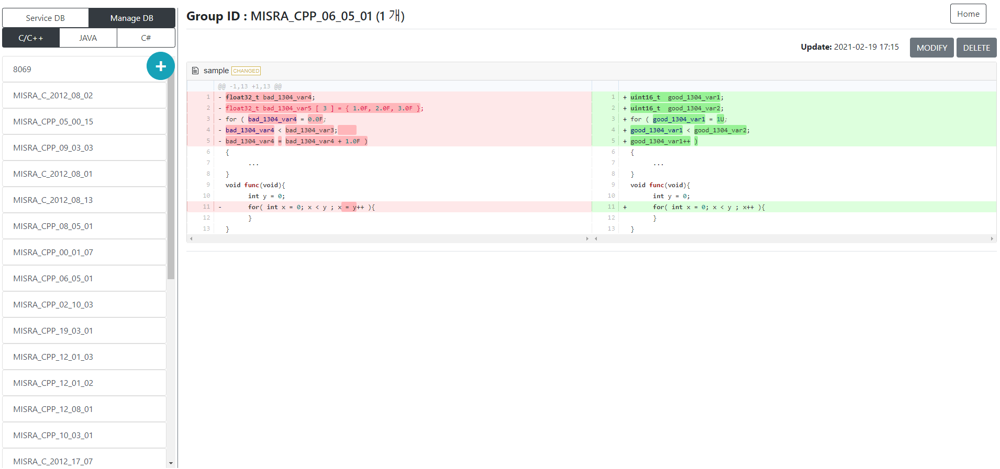 Service DB
Manage DB
C/C++
JAVA
C#
+
8069
MISRA_C_2012_08_02
MISRA_CPP_05_00_15
MISRA_CPP_09_03_03
MISRA_C_2012_08_01
MISRA_C_2012_08_13
MISRA_CPP_08_05_01
MISRA_CPP_00_01_07
MISRA_CPP_06_05_01
MISRA_CPP_02_10_03
MISRA_CPP_19_03_01
MISRA_CPP_12_01_03
MISRA_CPP_12_01_02
MISRA_CPP_12_08_01
MISRA_CPP_10_03_01
MISRA_C_2012_17_07
Group ID : MISRA_CPP_06_05_01 (1 개)
Home
Update: 2021-02-19 17:15
MODIFY
DELETE
sample CHANGED
@@ -1,13 +1,13 @@
1 - float32_t bad_1304_var4;
2 - float32_t bad_1304_var5 [ 3 ] = { 1.0F, 2.0F, 3.0F };
3 - for ( bad_1304_var4 = 0.0F;
4 - bad_1304_var4 < bad_1304_var3;
5 - bad_1304_var4 = bad_1304_var4 + 1.0F )
6 {
7 ...
8 }
9 void func(void){
10 int y = 0;
11 - for( int x = 0; x < y ; x = y++ ){
12 }
13 }
1 + uint16_t  good_1304_var1;
2 + uint16_t  good_1304_var2;
3 + for ( good_1304_var1 = 1U;
4 + good_1304_var1 < good_1304_var2;
5 + good_1304_var1++ )
6 {
7 ...
8 }
9 void func(void){
10 int y = 0;
11 + for( int x = 0; x < y ; x++ ){
12 }
13 }